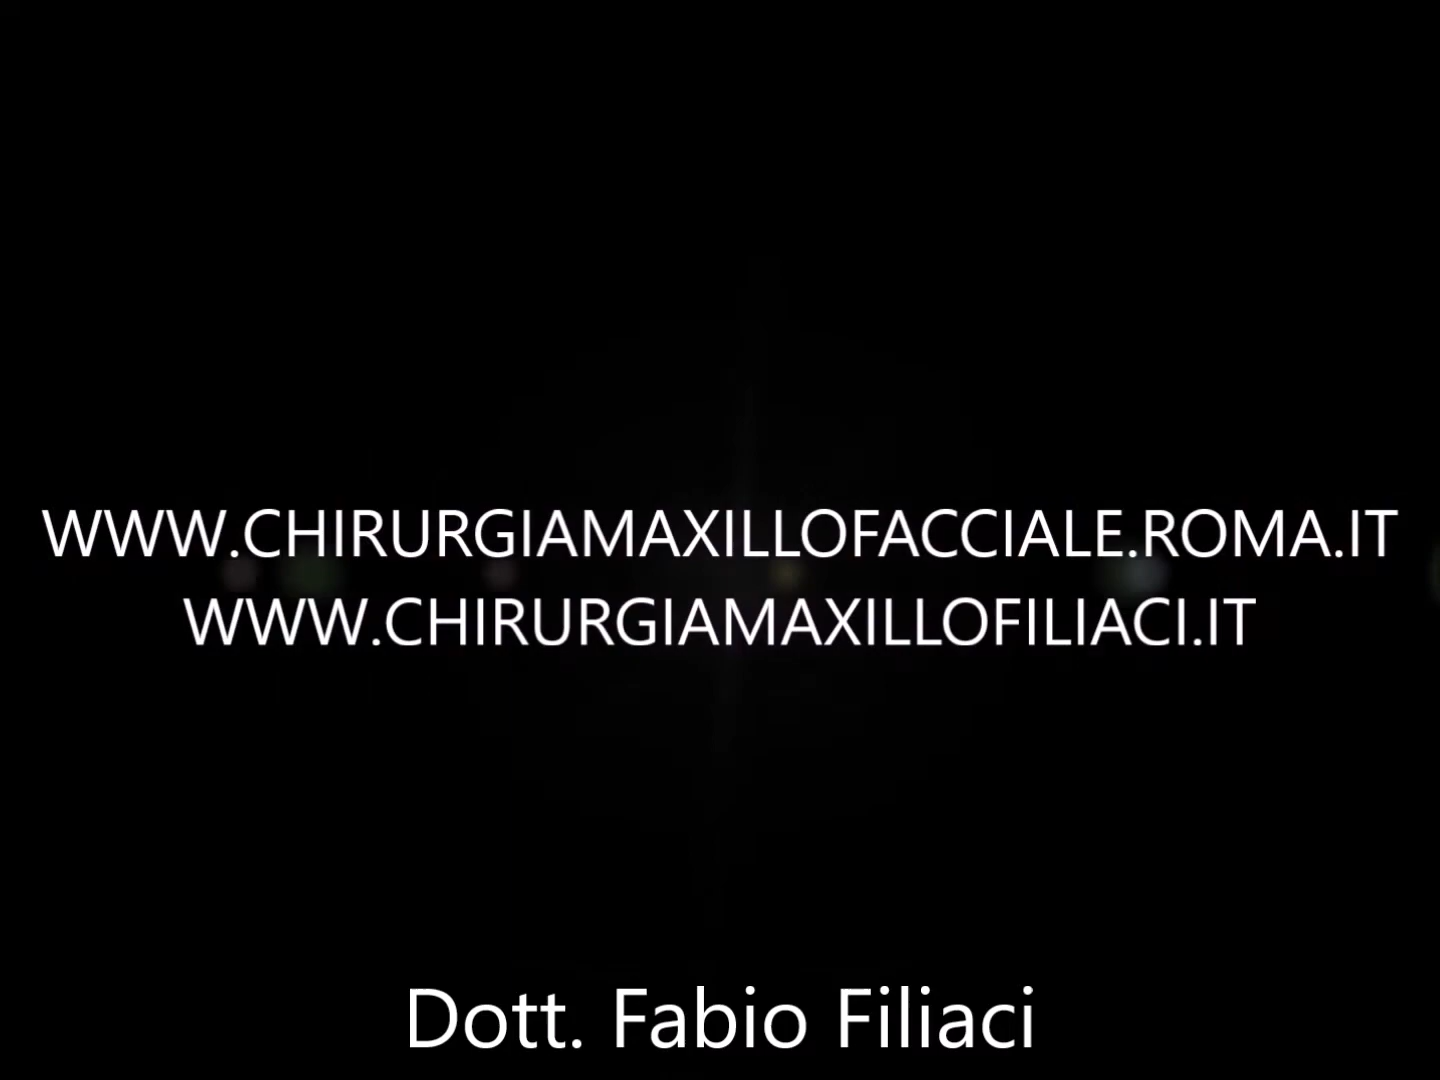 WWW.CHIRURGIAMAXILLOFACCIALE.ROMA.IT
WWW.CHIRURGIAMAXILLOFILIACI.IT
Dott. Fabio Filiaci